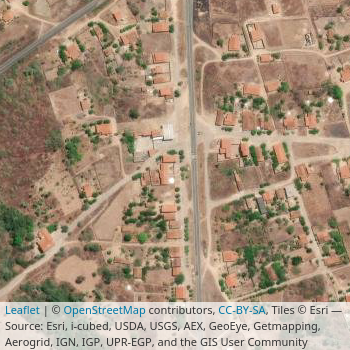 Leaflet | © OpenStreetMap contributors, CC-BY-SA, Tiles © Esri —
Source: Esri, i-cubed, USDA, USGS, AEX, GeoEye, Getmapping,
Aerogrid, IGN, IGP, UPR-EGP, and the GIS User Community